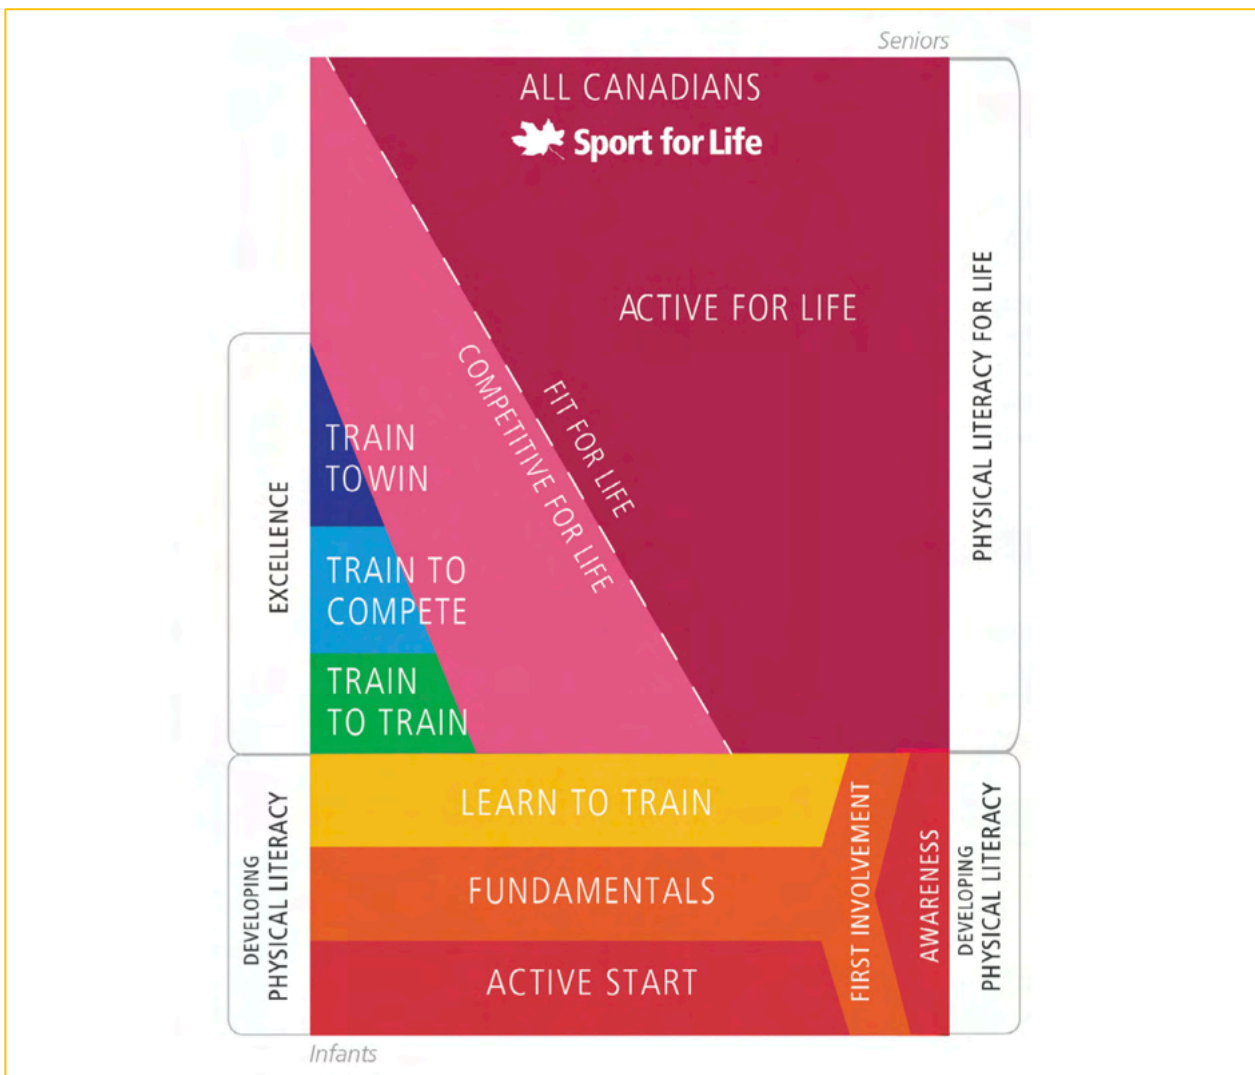 Seniors
ALL CANADIANS
Sport for Life
ACTIVE FOR LIFE
FIT FOR LIFE
COMPETITIVE FOR LIFE
PHYSICAL LITERACY FOR LIFE
EXCELLENCE
TRAIN
TO WIN
TRAIN TO
COMPETE
TRAIN
TO TRAIN
DEVELOPING
PHYSICAL LITERACY
LEARN TO TRAIN
FUNDAMENTALS
ACTIVE START
FIRST INVOLVEMENT
AWARENESS
DEVELOPING
PHYSICAL LITERACY
Infants